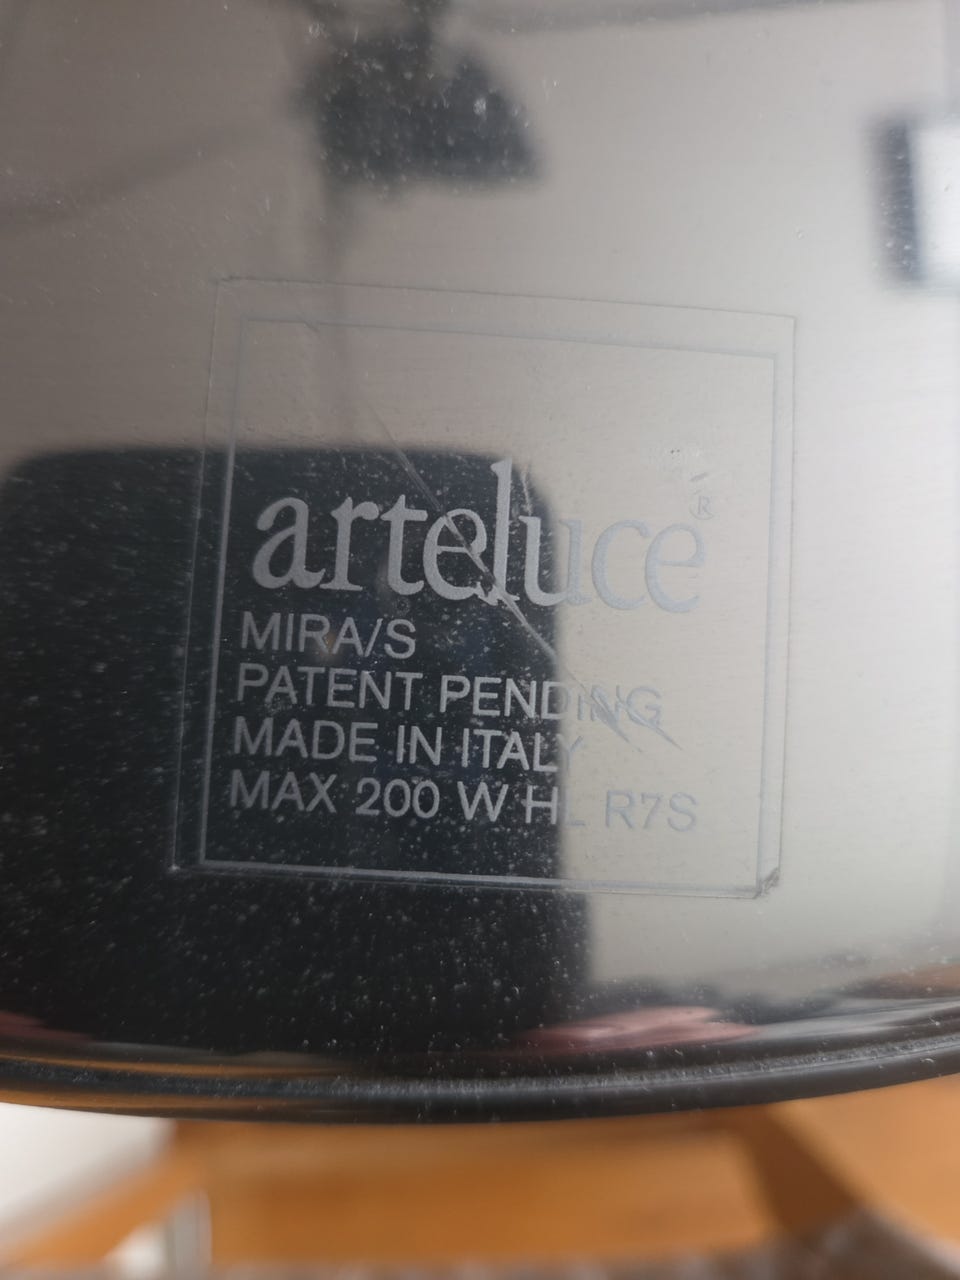 arteluce®
MIRA/S
PATENT PENDING
MADE IN ITALY
MAX 200 W HL R7S